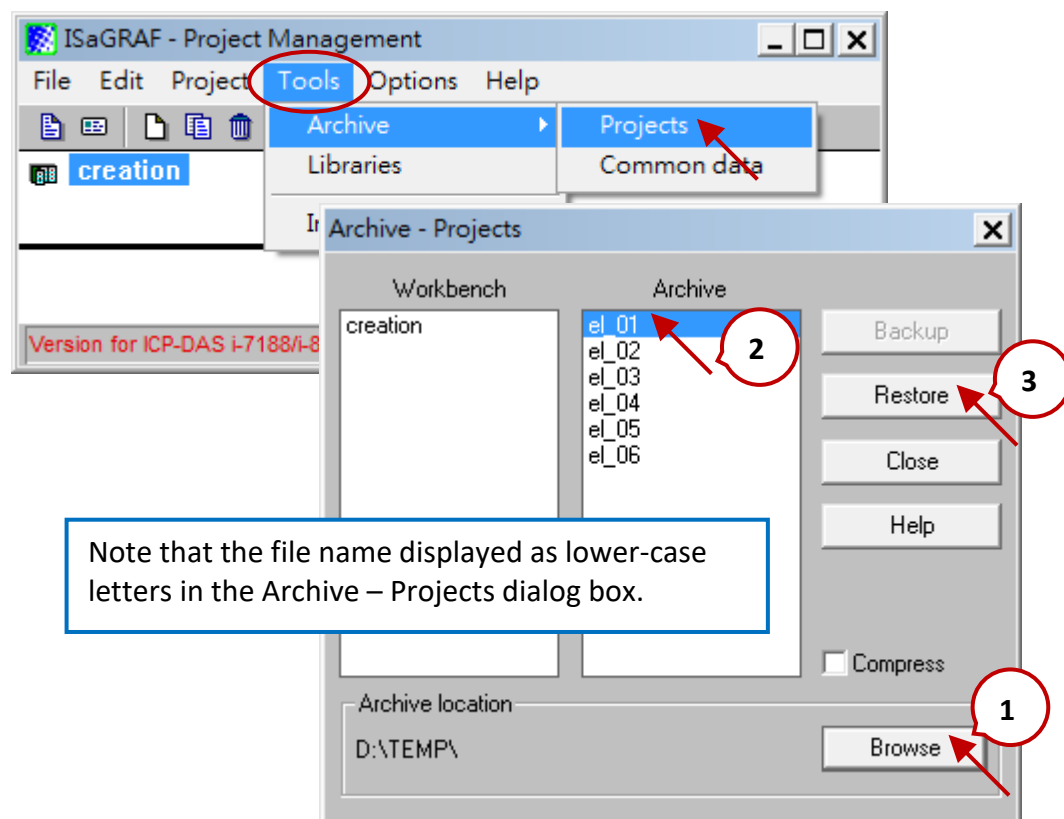 ISaGRAF - Project Management
File Edit Project Tools Options Help
Archive Projects
Libraries Common data
creation
Version for ICP-DAS i-7188/i-8
Archive - Projects
Workbench Archive
creation
el_01
el_02
el_03
el_04
el_05
el_06
Backup
Restore
Close
Help
2
3
Note that the file name displayed as lower-case
letters in the Archive – Projects dialog box.
Compress
Archive location
D:\TEMP\
Browse
1